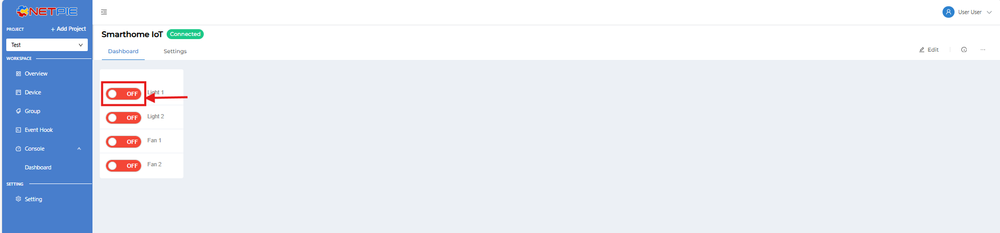 NETPIE
User User
PROJECT + Add Project
Test
WORKSPACE
Overview
Device
Group
Event Hook
Console
Dashboard
SETTING
Setting
Smarthome IoT Connected
Dashboard Settings
Edit
OFF Light 1
OFF Light 2
OFF Fan 1
OFF Fan 2